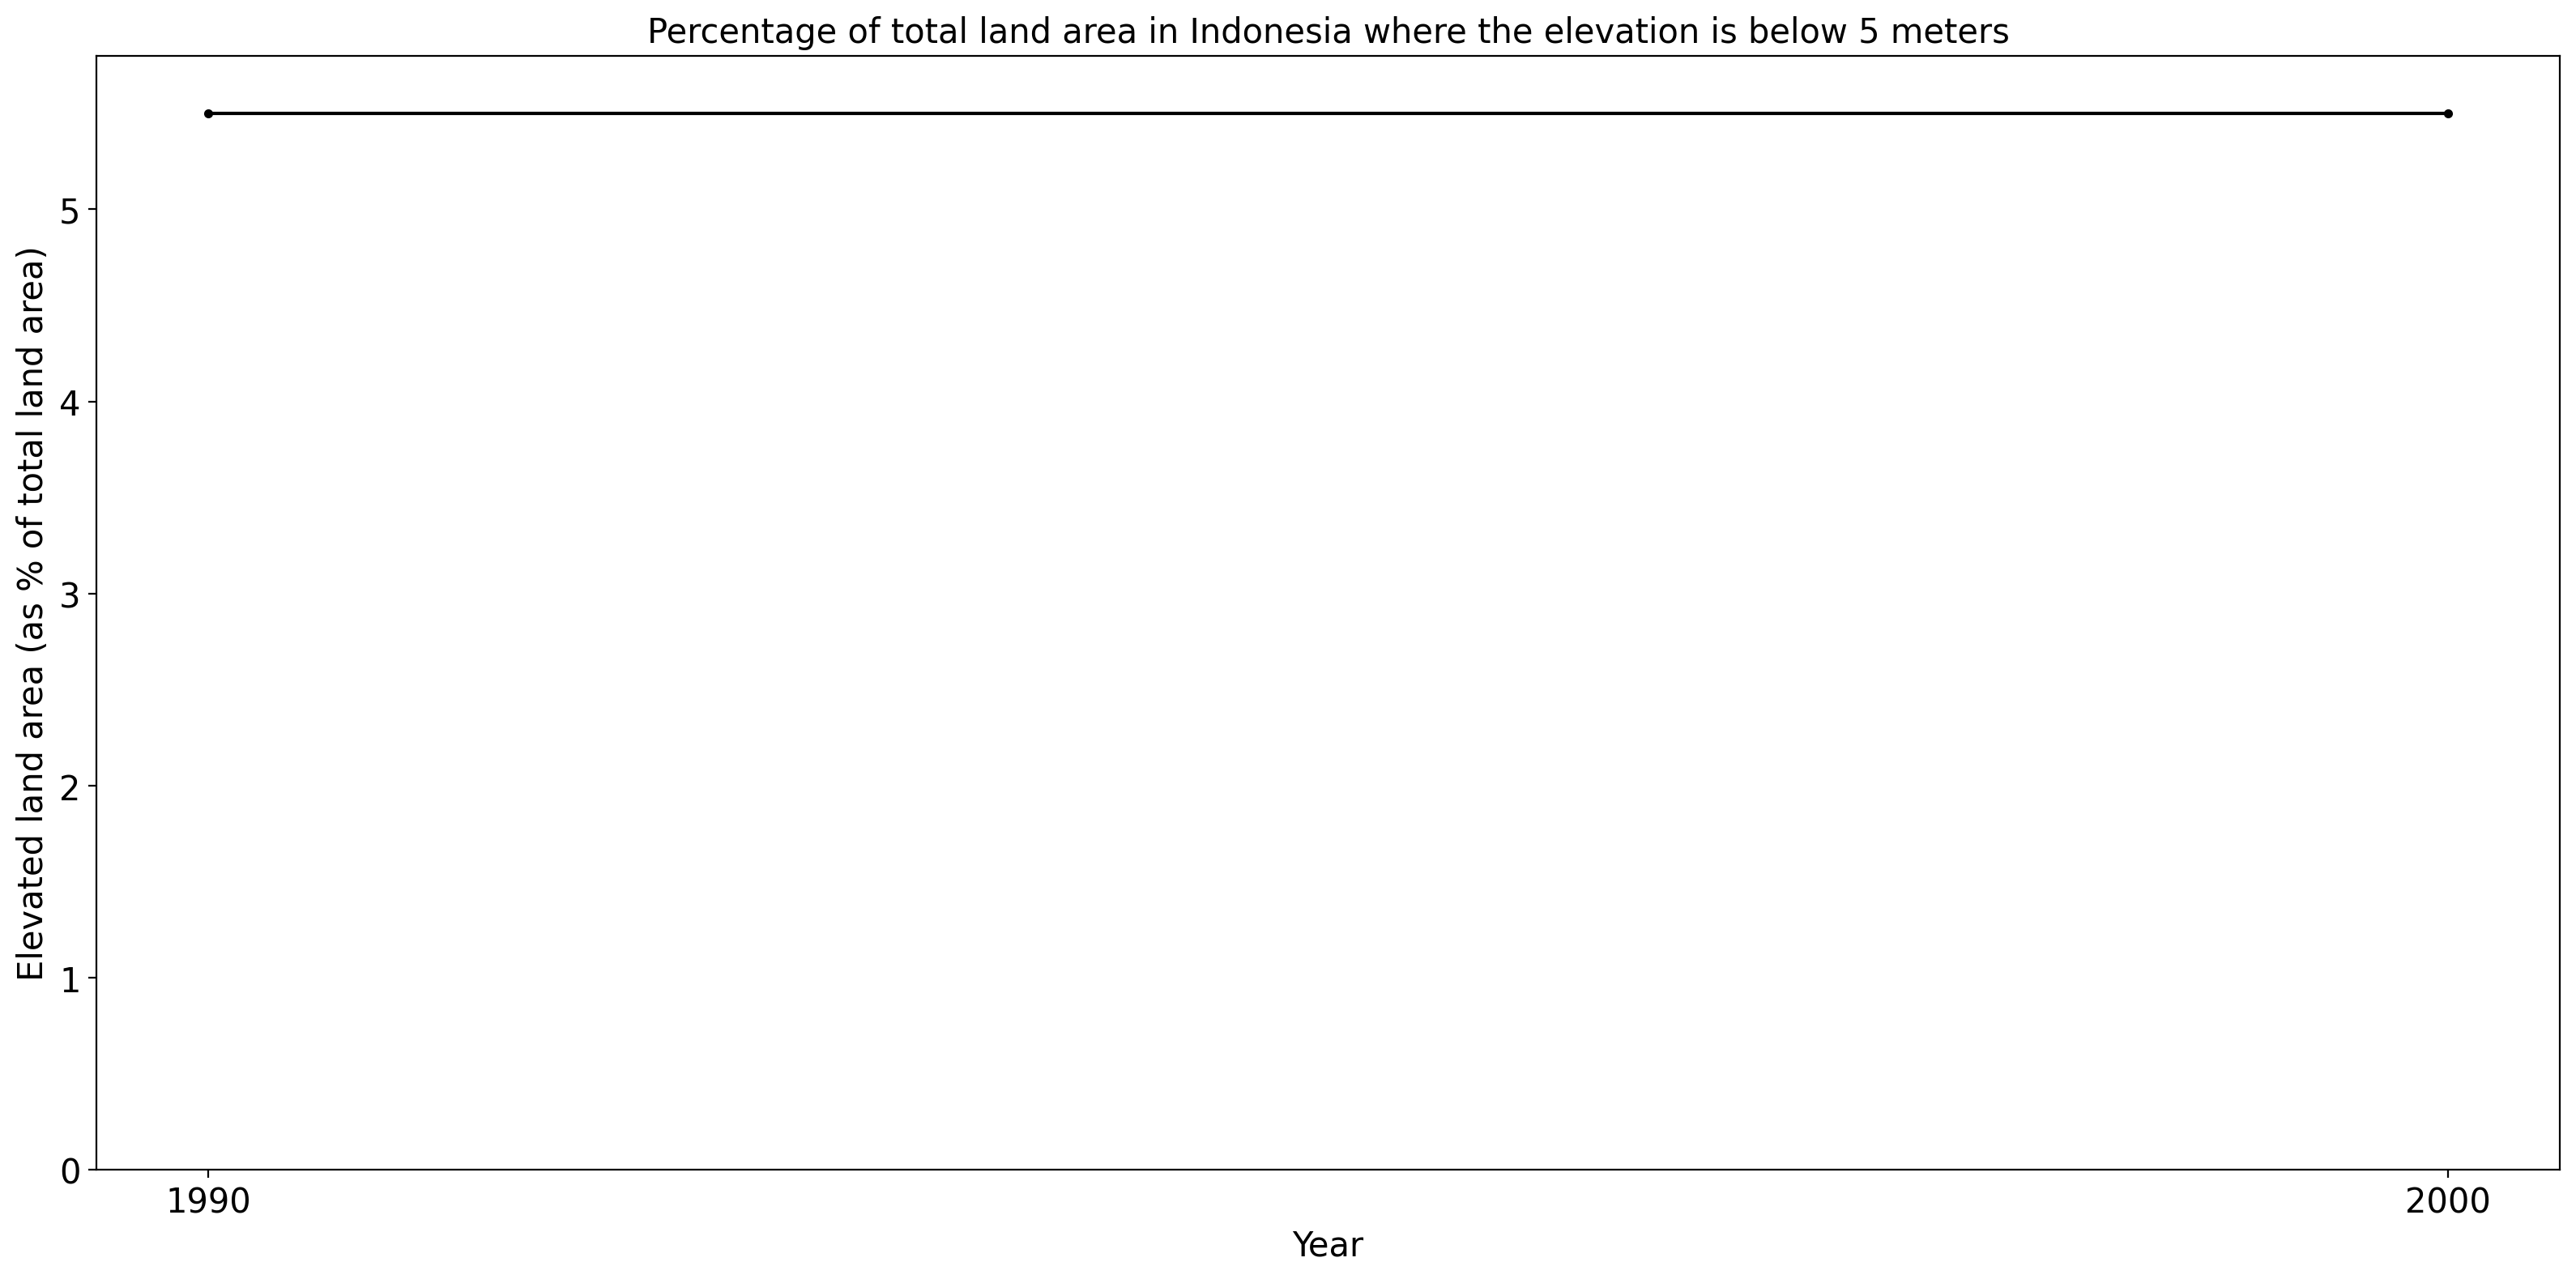 Percentage of total land area in Indonesia where the elevation is below 5 meters
Elevated land area (as % of total land area)
5
4
3
2
1
0
1990
2000
Year